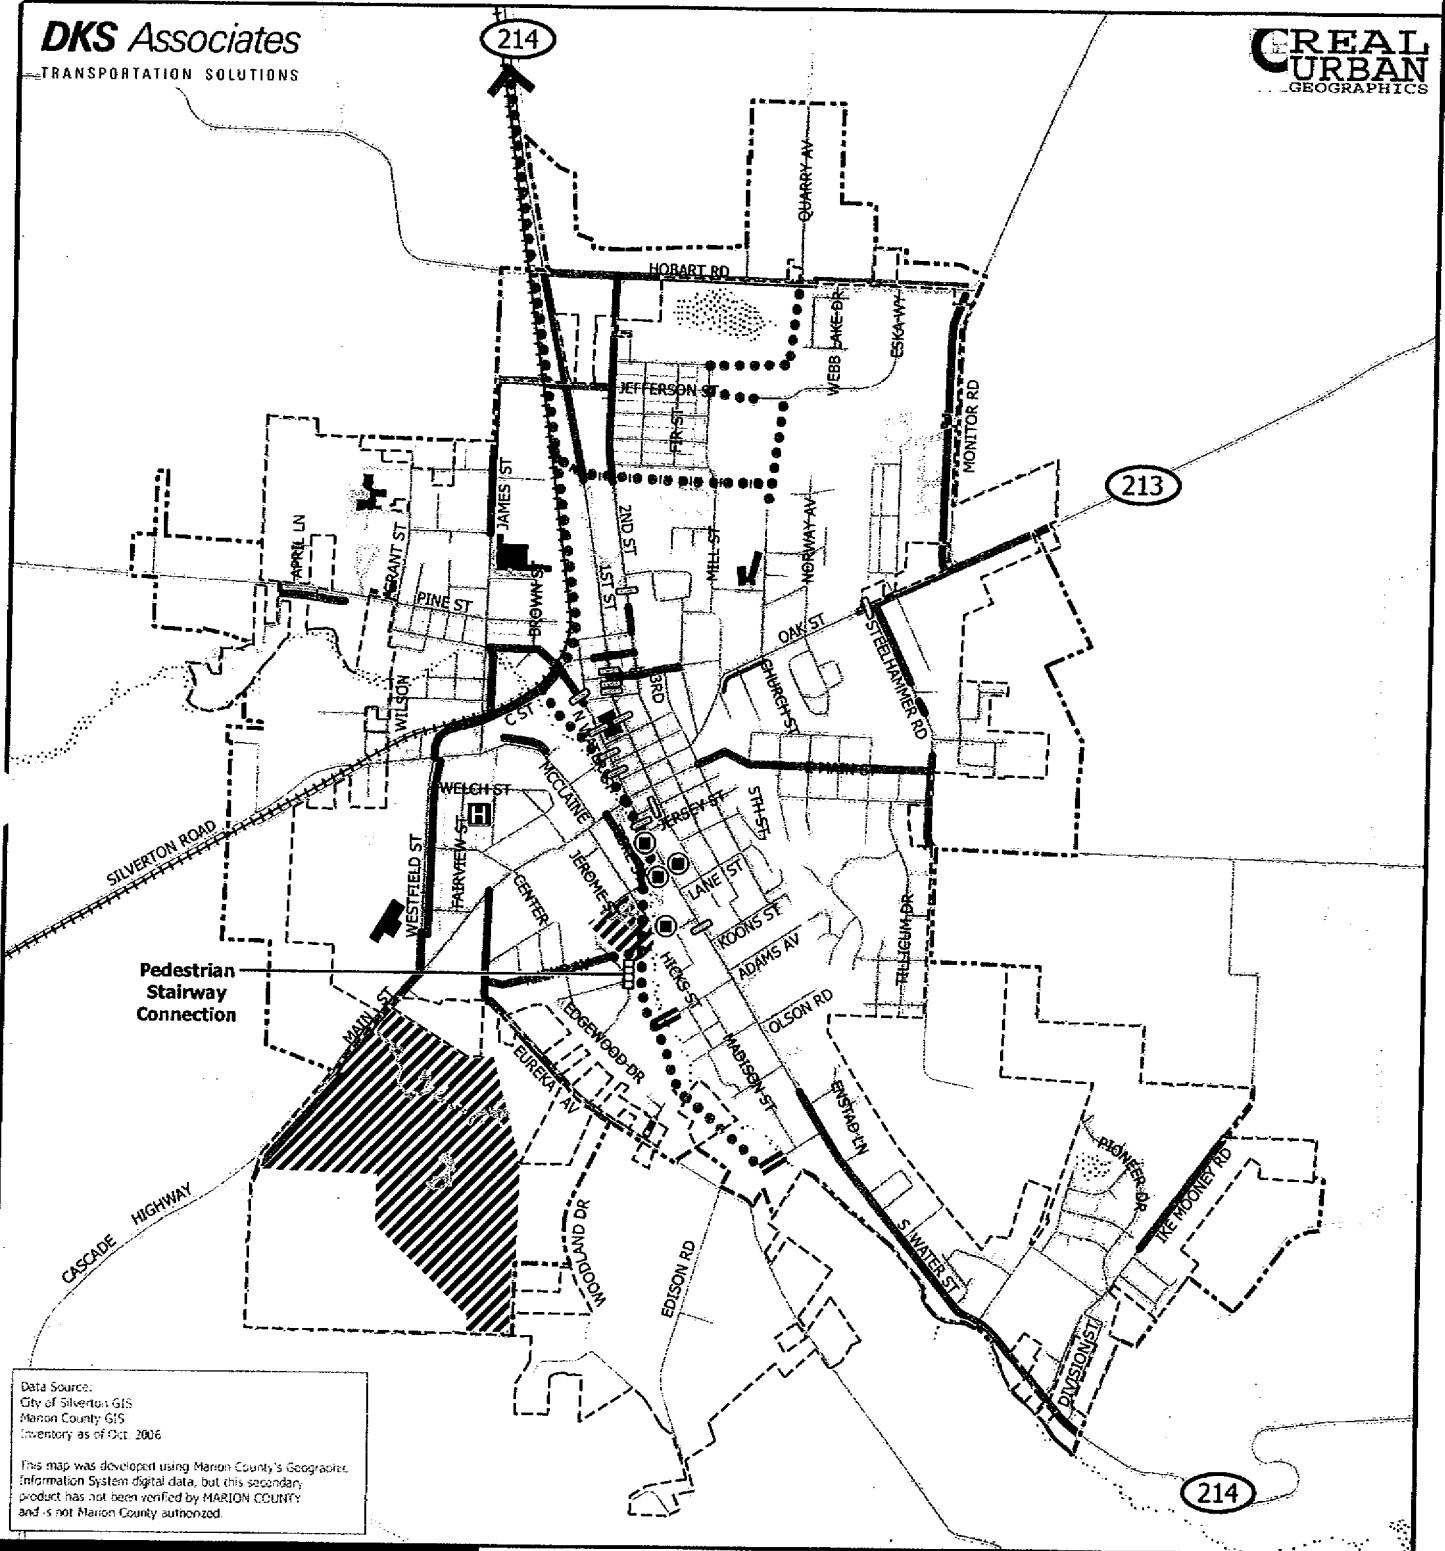 DKS Associates
TRANSPORTATION SOLUTIONS
214
REAL
URBAN
GEOGRAPHICS
QUARRY AV
HOBART RD
WEBB LAKE DR
ESKA WY
JEFFERSON ST
FIR ST
MONITOR RD
213
JAMES ST
2ND ST
APRIL LN
GRANT ST
MILL ST
NORWAY AV
1ST ST
PINE ST
BROWN ST
OAK ST
STEELHAMMER RD
CHURCH ST
3RD
WILSON
C ST
N WATER ST
MAIN ST
MCCLAINE
WELCH ST
H
JERSEY ST
5TH ST
SILVERTON ROAD
WESTFIELD ST
FAIRVIEW ST
JEROME ST
CENTER
LANE ST
KOONS ST
TILLICUM DR
ADAMS AV
HICKS ST
Pedestrian
Stairway
Connection
MAIN ST
OLSON RD
EDGEWOOD DR
EUREKA AV
MADISON ST
ENSTAD LN
PIONEER DR
IKE MOONEY RD
CASCADE HIGHWAY
WOODLAND DR
EDISON RD
S WATER ST
DIVISION ST
214
Data Source:
City of Silverton GIS
Marion County GIS
Inventory as of Oct. 2006
This map was developed using Marion County's Geographic
Information System digital data, but this secondary
product has not been verified by MARION COUNTY
and is not Marion County authorized.